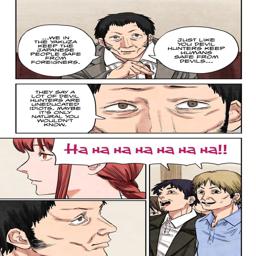 ...WE IN
THE YAKUZA
KEEP THE
JAPANESE
PEOPLE SAFE
FROM
FOREIGNERS.
JUST LIKE
YOU DEVIL
HUNTERS KEEP
HUMANS
SAFE FROM
DEVILS...
THEY SAY A
LOT OF DEVIL
HUNTERS ARE
UNEDUCATED
IDIOTS. MAYBE
IT'S ONLY
NATURAL YOU
WOULDN'T
KNOW.
Ha Ha Ha Ha Ha Ha Ha!!